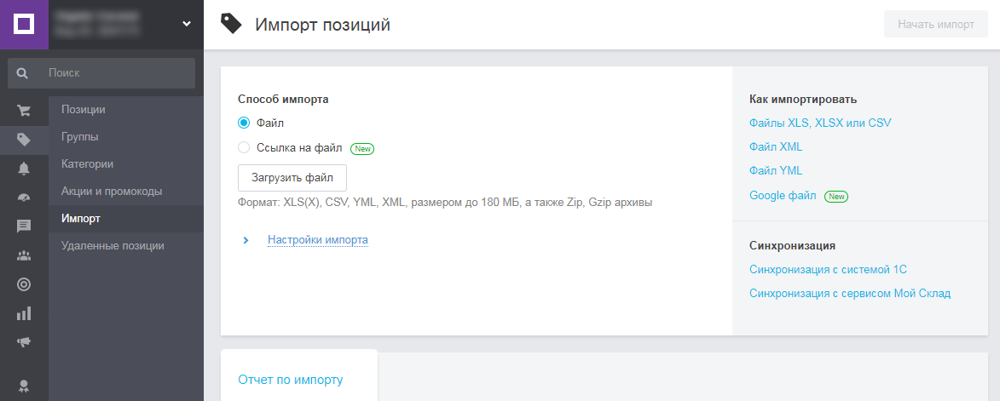 Импорт позиций
Начать импорт
Поиск
Позиции
Группы
Категории
Акции и промокоды
Импорт
Удаленные позиции
Способ импорта
Файл
Ссылка на файл New
Загрузить файл
Формат: XLS(X), CSV, YML, XML, размером до 180 МБ, а также Zip, Gzip архивы
Настройки импорта
Как импортировать
Файлы XLS, XLSX или CSV
Файл XML
Файл YML
Google файл New
Синхронизация
Синхронизация с системой 1С
Синхронизация с сервисом Мой Склад
Отчет по импорту